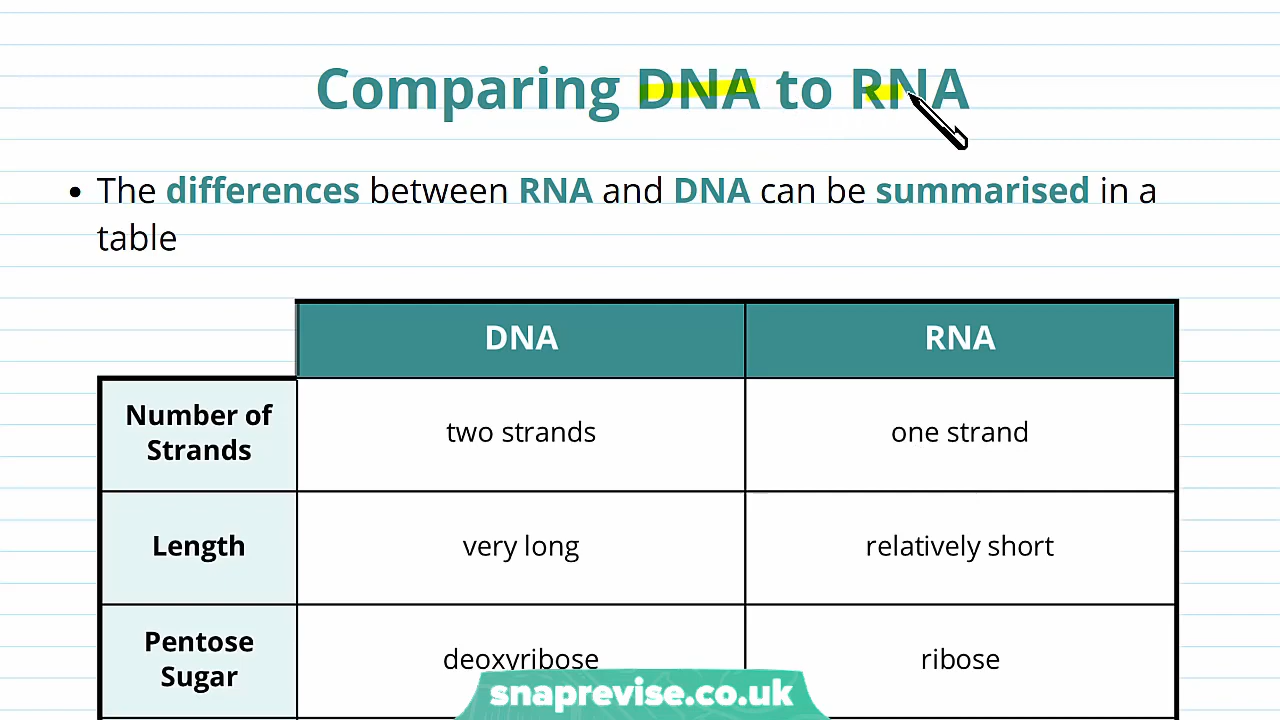 Comparing DNA to RNA
• The differences between RNA and DNA can be summarised in a
table
DNA RNA
Number of
Strands
two strands one strand
Length very long relatively short
Pentose
Sugar
deoxyribose ribose
snaprevise.co.uk